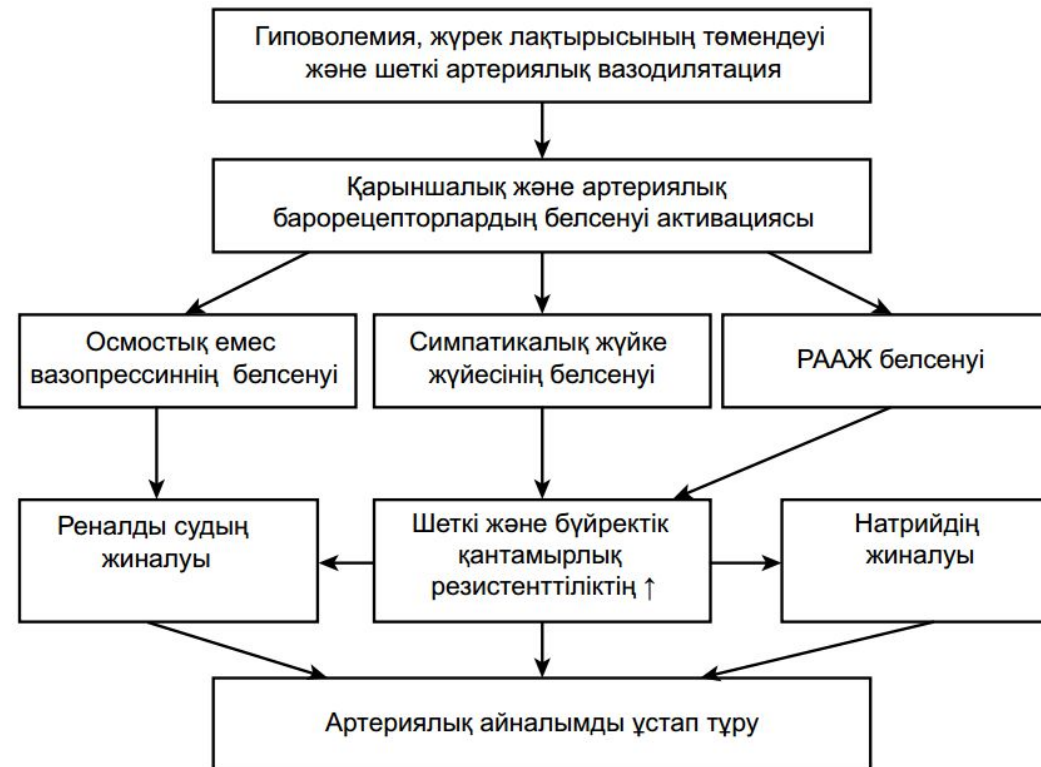 Гиповолемия, жүрек лақтырысының төмендеуі
және шеткі артериялық вазодилятация
Қарыншалық және артериялық
барорецепторлардың белсенуі активациясы
Осмостық емес
вазопрессиннің белсенуі
Симпатикалық жүйке
жүйесінің белсенуі
РААЖ белсенуі
Реналды судың
жиналуы
Шеткі және бүйректік
қантамырлық
резистенттіліктің ↑
Натрийдің
жиналуы
Артериялық айналымды ұстап тұру